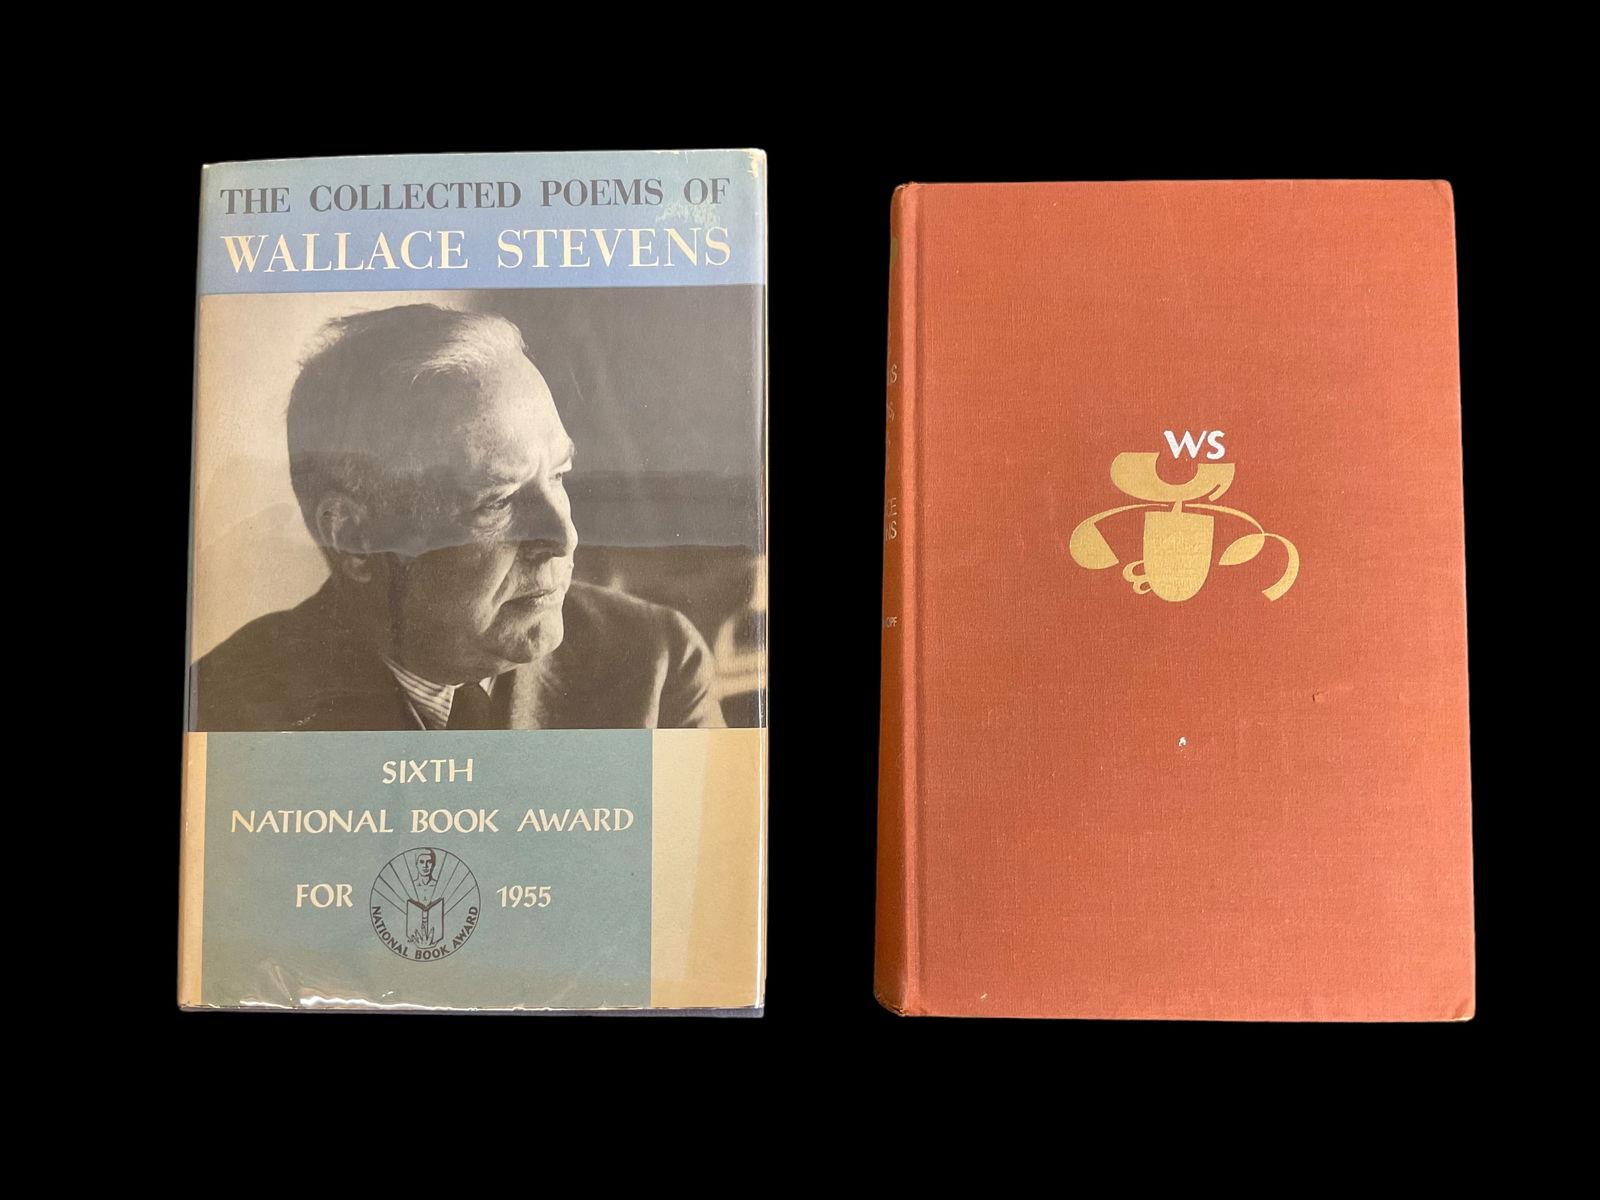 THE COLLECTED POEMS OF
WALLACE STEVENS
SIXTH
NATIONAL BOOK AWARD
FOR 1955
NATIONAL BOOK AWARD
WS